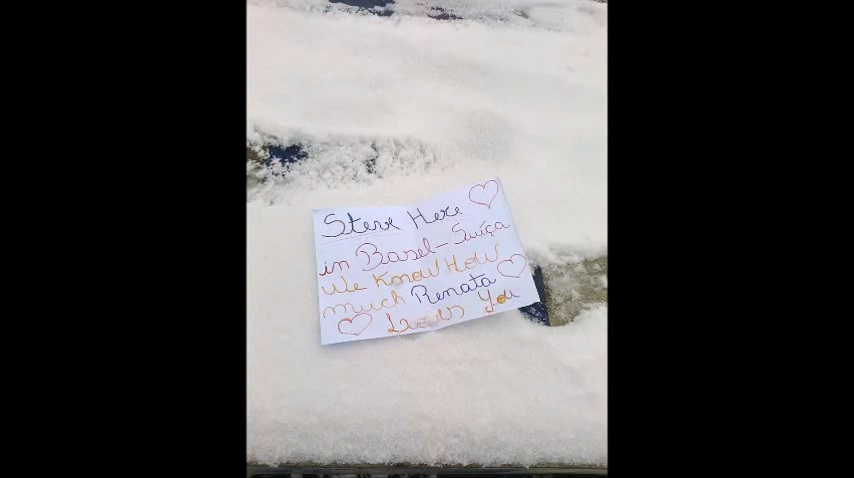 Steve Here
in Basel-Suíça
We Know How
much Renata
Loves You